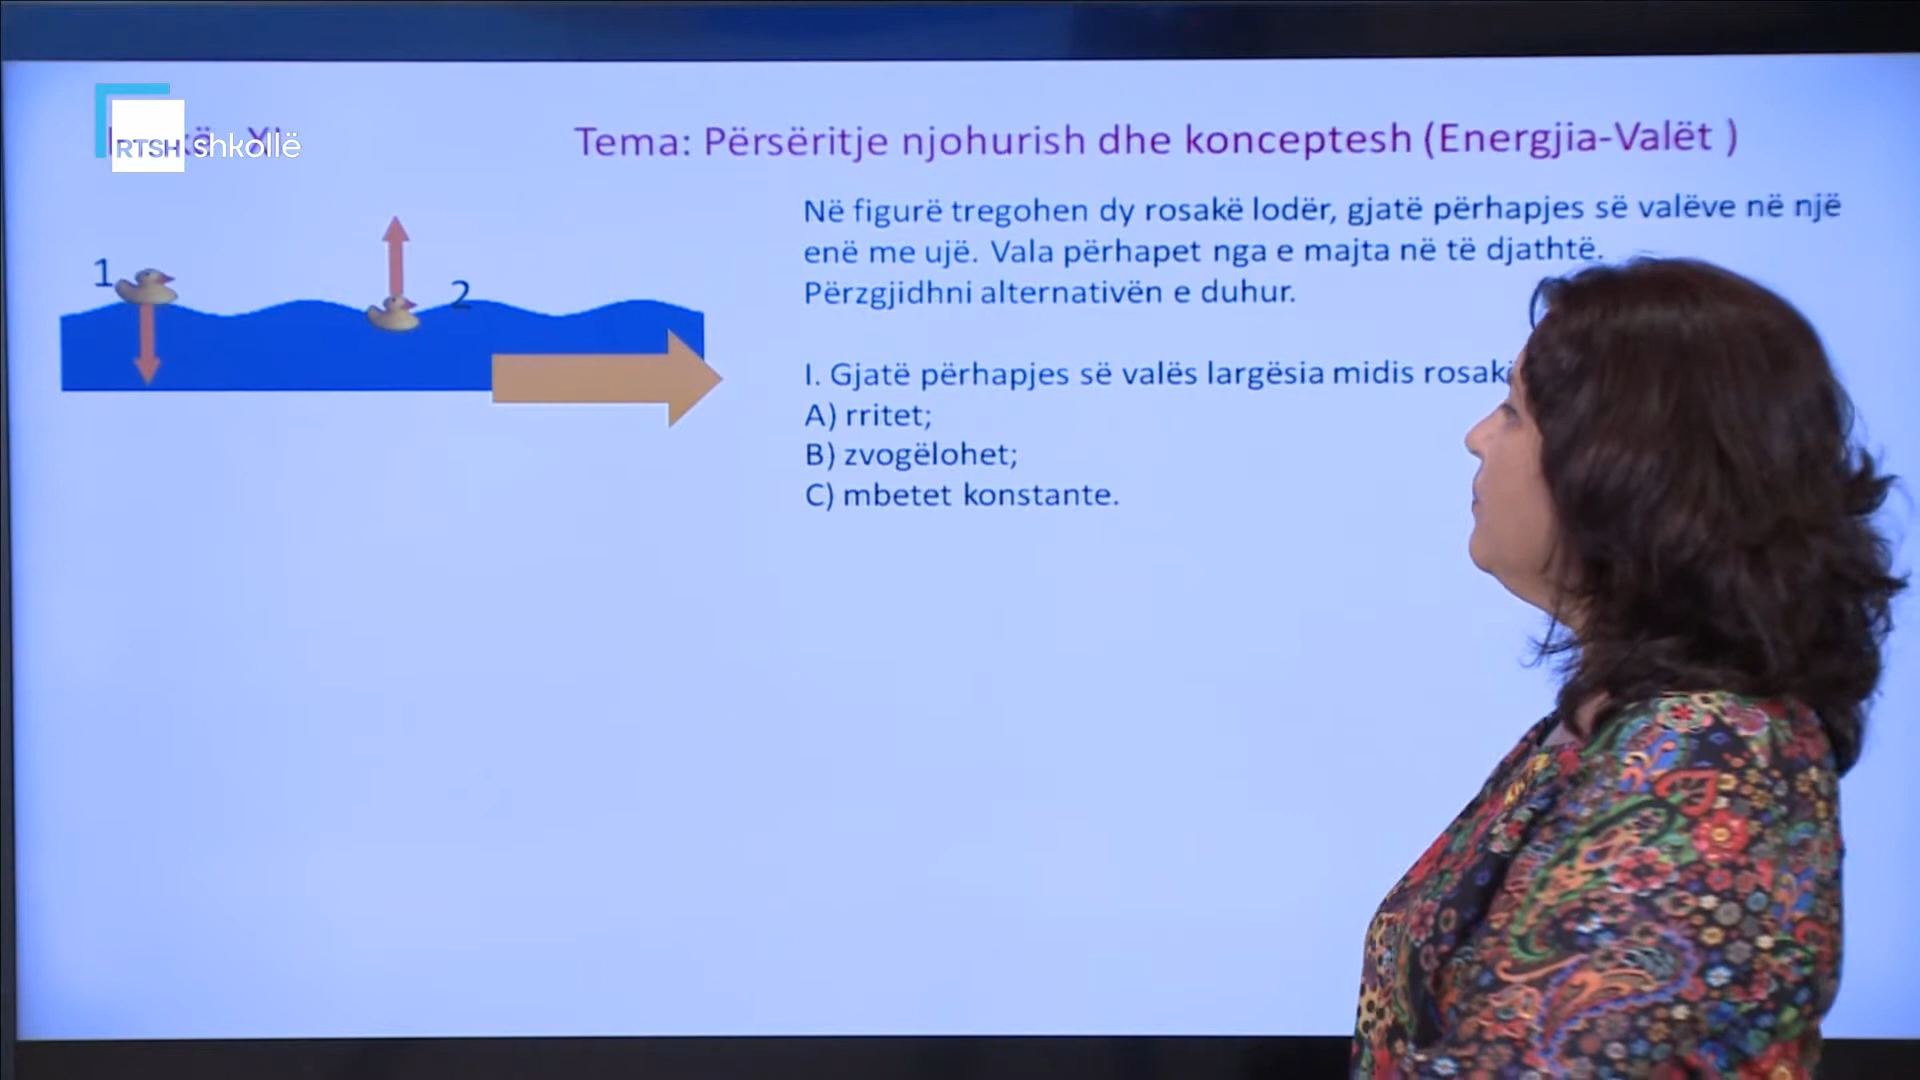 RTSH shkollë
Tema: Përsëritje njohurish dhe konceptesh (Energjia-Valët )
1
2
Në figurë tregohen dy rosakë lodër, gjatë përhapjes së valëve në një
enë me ujë. Vala përhapet nga e majta në të djathtë.
Përzgjidhni alternativën e duhur.
I. Gjatë përhapjes së valës largësia midis
A) rritet;
B) zvogëlohet;
C) mbetet konstante.